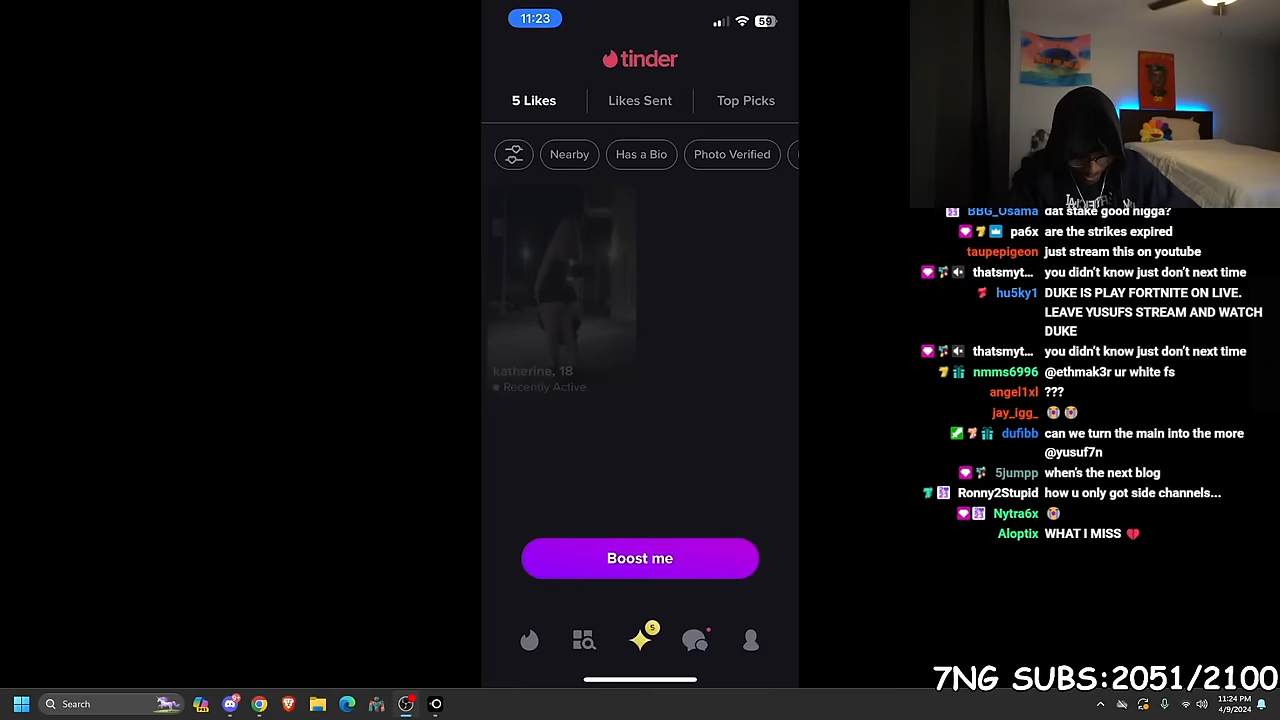 11:23
59
tinder
5 Likes
Likes Sent
Top Picks
Nearby
Has a Bio
Photo Verified
katherine, 18
Recently Active
Boost me
5
BBG_Osama dat stake good nigga?
pa6x are the strikes expired
taupepigeon just stream this on youtube
thatsmyt... you didn't know just don't next time
hu5ky1 DUKE IS PLAY FORTNITE ON LIVE.
LEAVE YUSUFS STREAM AND WATCH
DUKE
thatsmyt... you didn't know just don't next time
nmms6996 @ethmak3r ur white fs
angel1xl ???
jay_igg_
dufibb can we turn the main into the more
@yusuf7n
5jumpp when's the next blog
Ronny2Stupid how u only got side channels...
Nytra6x
Aloptix WHAT I MISS
7NG SUBS:2051/2100
Search
11:24 PM
4/9/2024